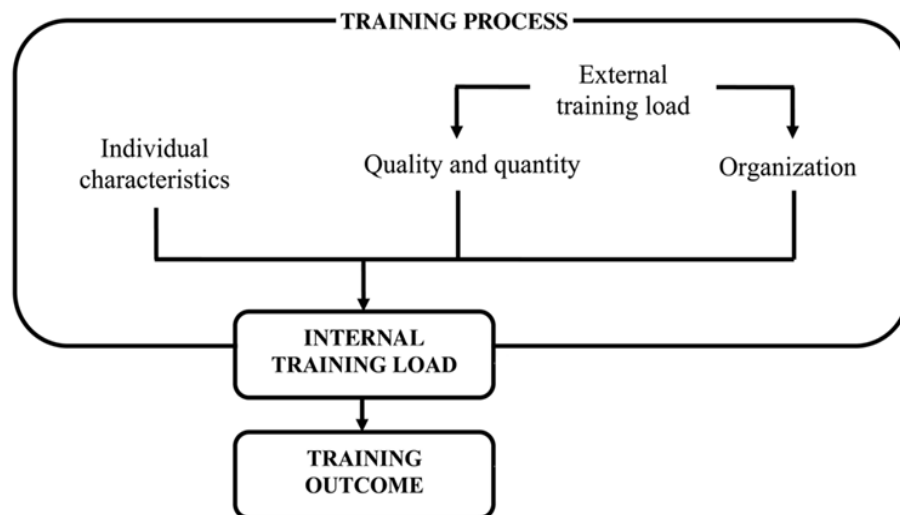 TRAINING PROCESS
External
training load
Individual
characteristics
Quality and quantity
Organization
INTERNAL
TRAINING LOAD
TRAINING
OUTCOME